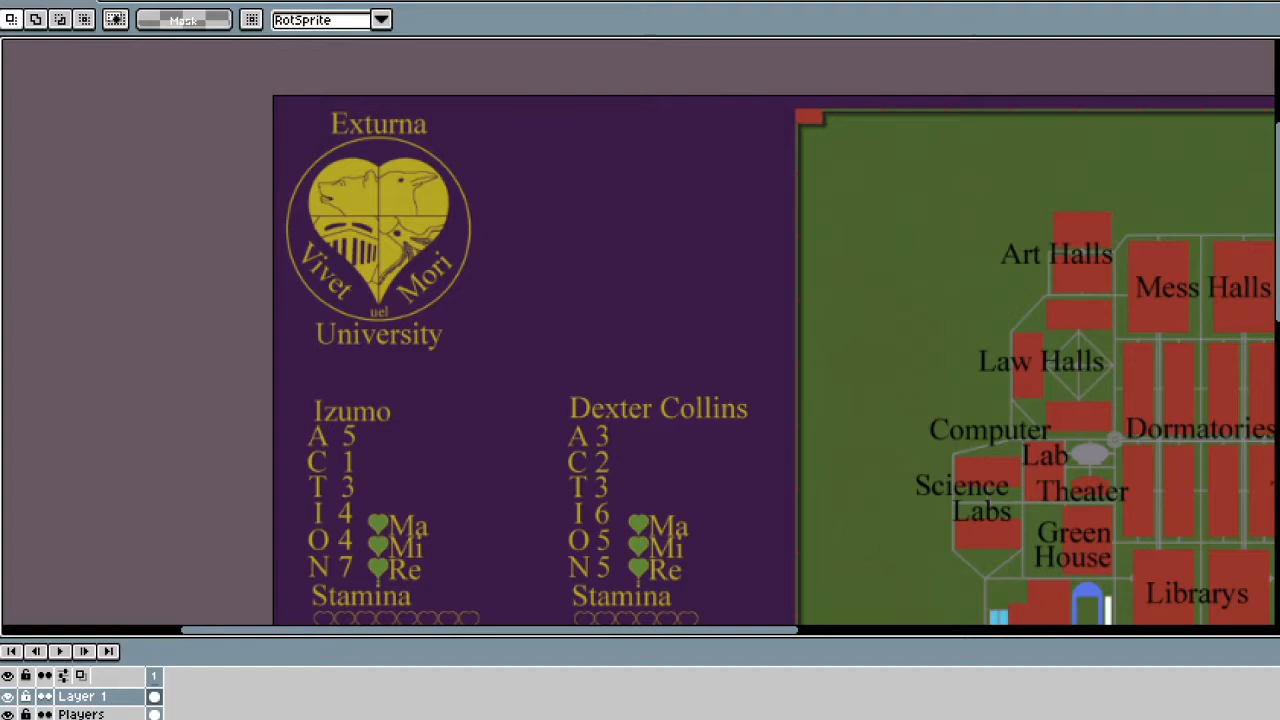 Mask
RotSprite
Exturna
Vivet
Mori
uel
University
Izumo
A 5
C 1
T 3
I 4
O 4
N 7
Ma
Mi
Re
Stamina
Dexter Collins
A 3
C 2
T 3
I 6
O 5
N 5
Ma
Mi
Re
Stamina
Art Halls
Mess Halls
Law Halls
Computer
Lab
Dormatories
Science
Labs
Theater
Green
House
Librarys
1
Layer 1
Players